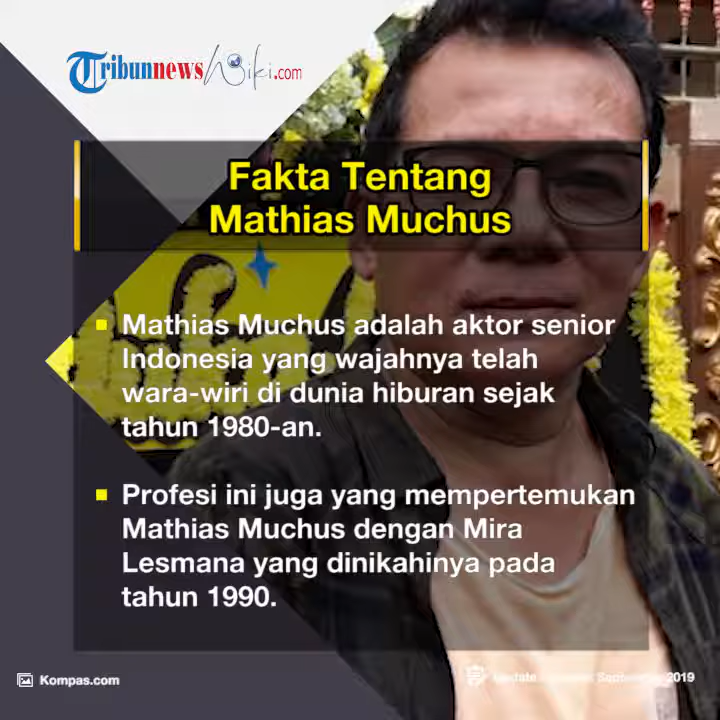 TribunnewsWiki.com
Fakta Tentang
Mathias Muchus
Mathias Muchus adalah aktor senior
Indonesia yang wajahnya telah
wara-wiri di dunia hiburan sejak
tahun 1980-an.
Profesi ini juga yang mempertemukan
Mathias Muchus dengan Mira
Lesmana yang dinikahinya pada
tahun 1990.
Kompas.com
Update 2019